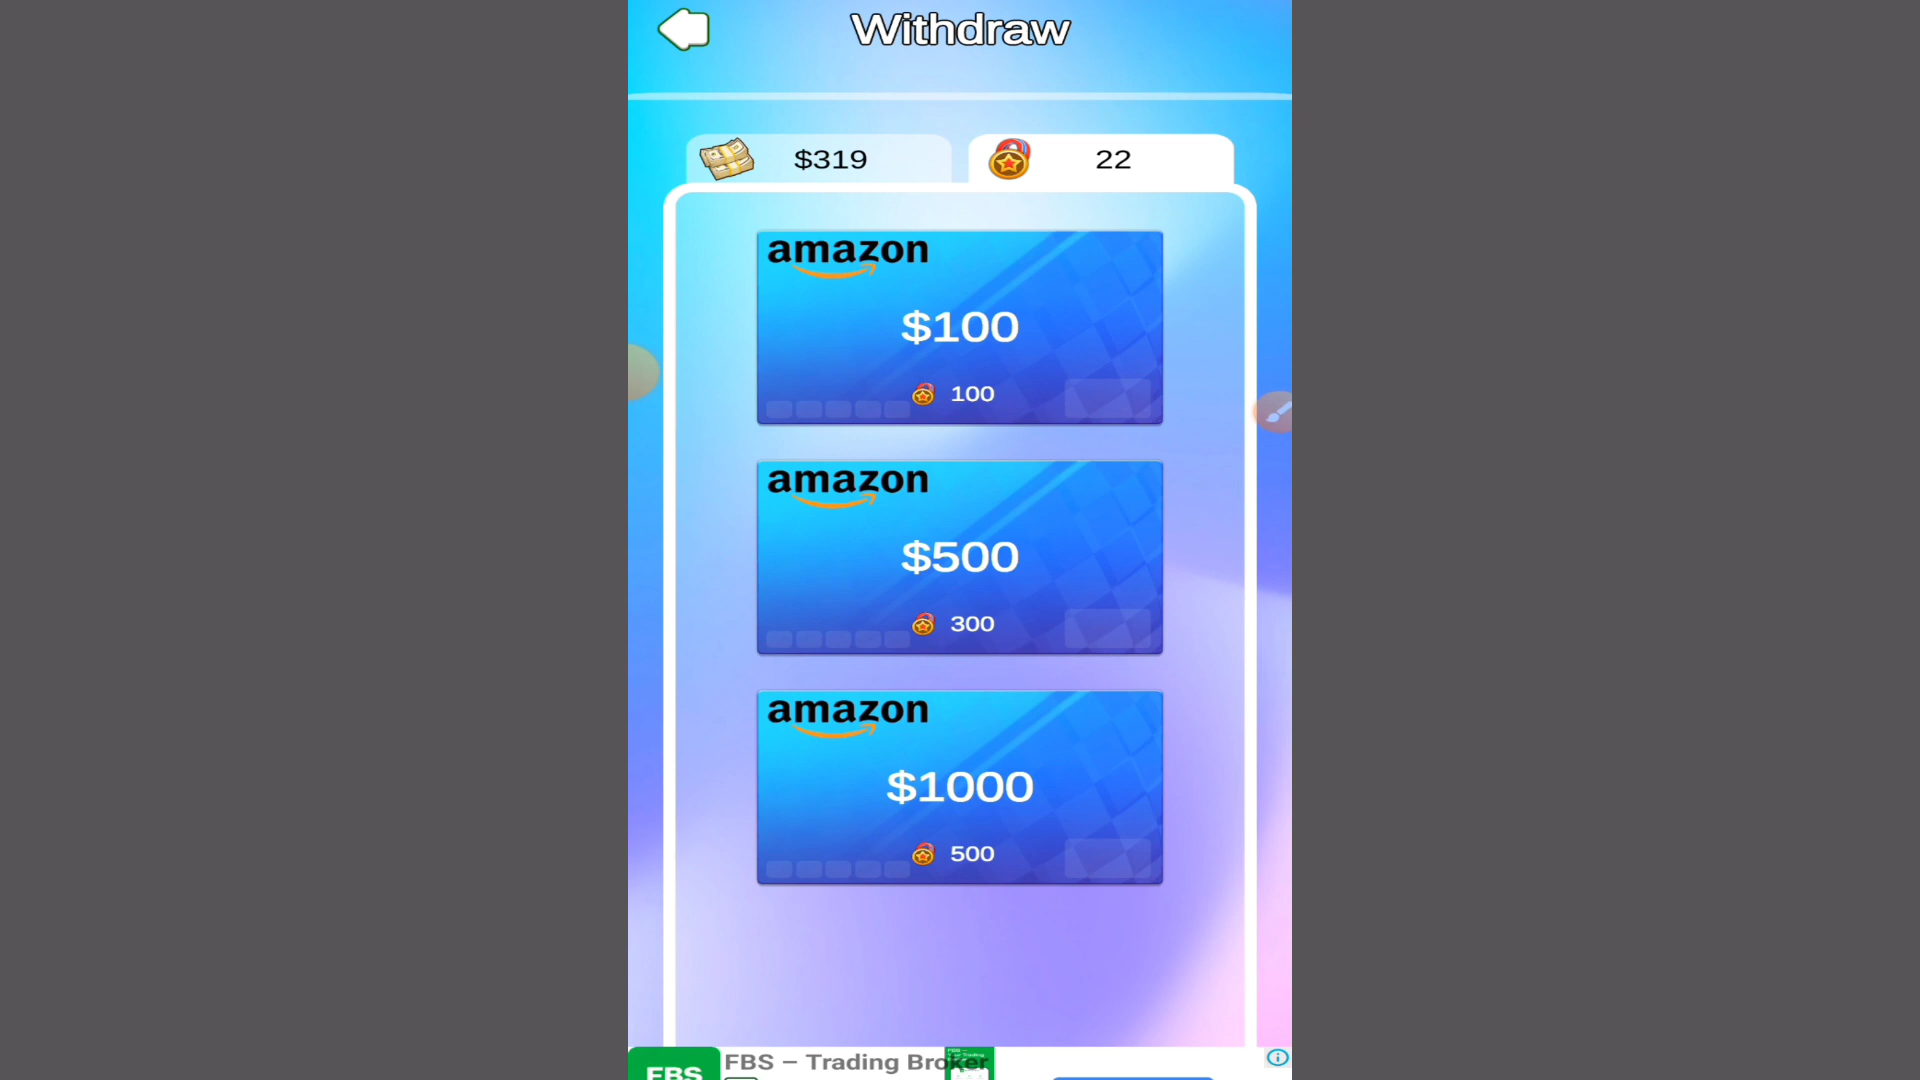 Withdraw
$319
22
amazon
$100
100
amazon
$500
300
amazon
$1000
500
FBS – Trading Broker
FBS